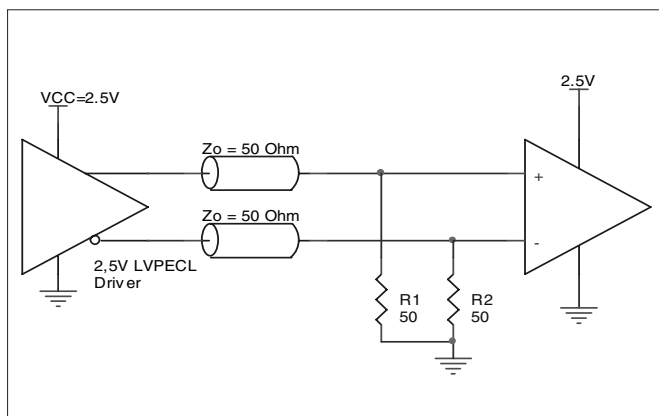 VCC=2.5V
2.5V
Zo = 50 Ohm
+
Zo = 50 Ohm
-
2,5V LVPECL
Driver
R1
50
R2
50